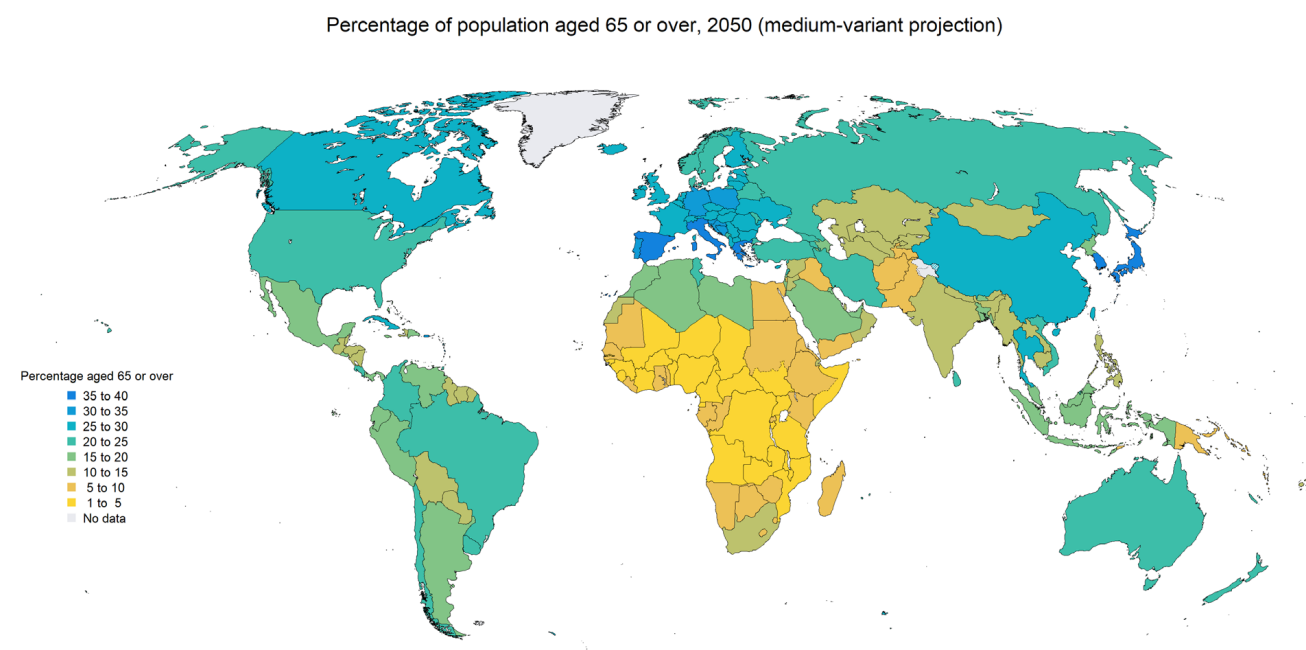 Percentage of population aged 65 or over, 2050 (medium-variant projection)
Percentage aged 65 or over
35 to 40
30 to 35
25 to 30
20 to 25
15 to 20
10 to 15
5 to 10
1 to 5
No data